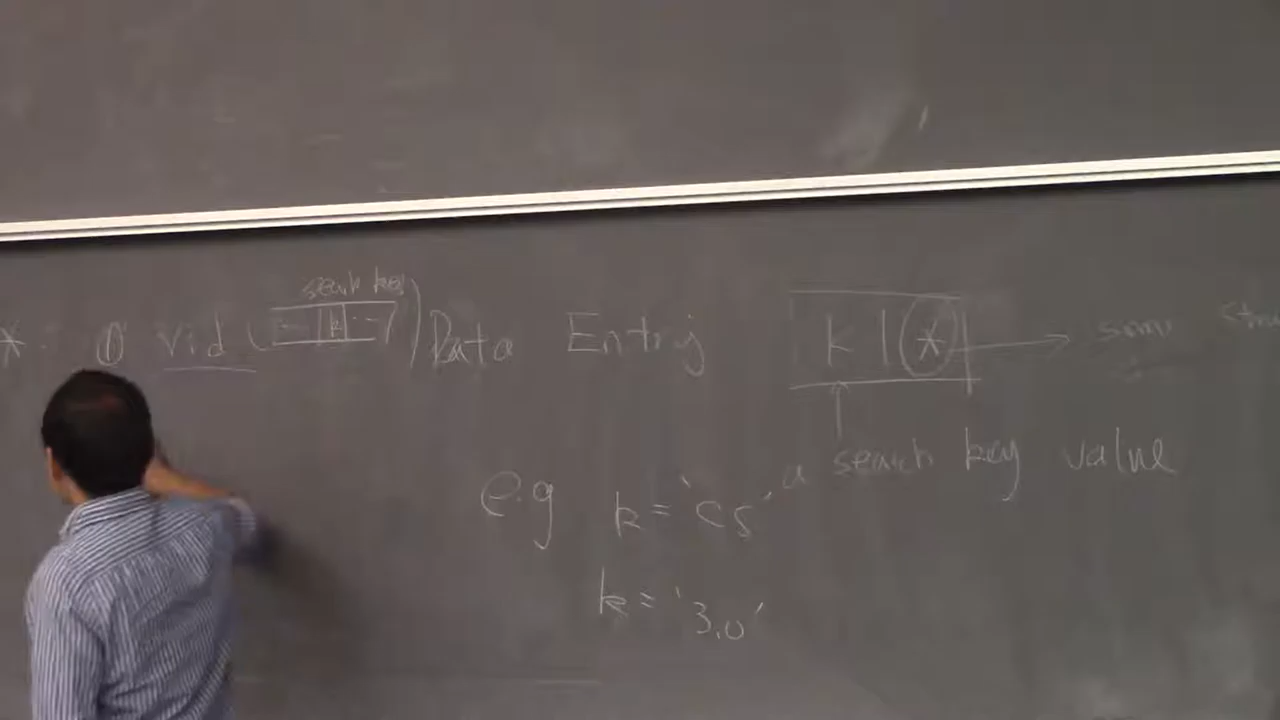 search key
* : ① rid ( - | k | - - ) Data Entry k | * → some
a search key value
e.g k = 'CS'
k = '3.0'